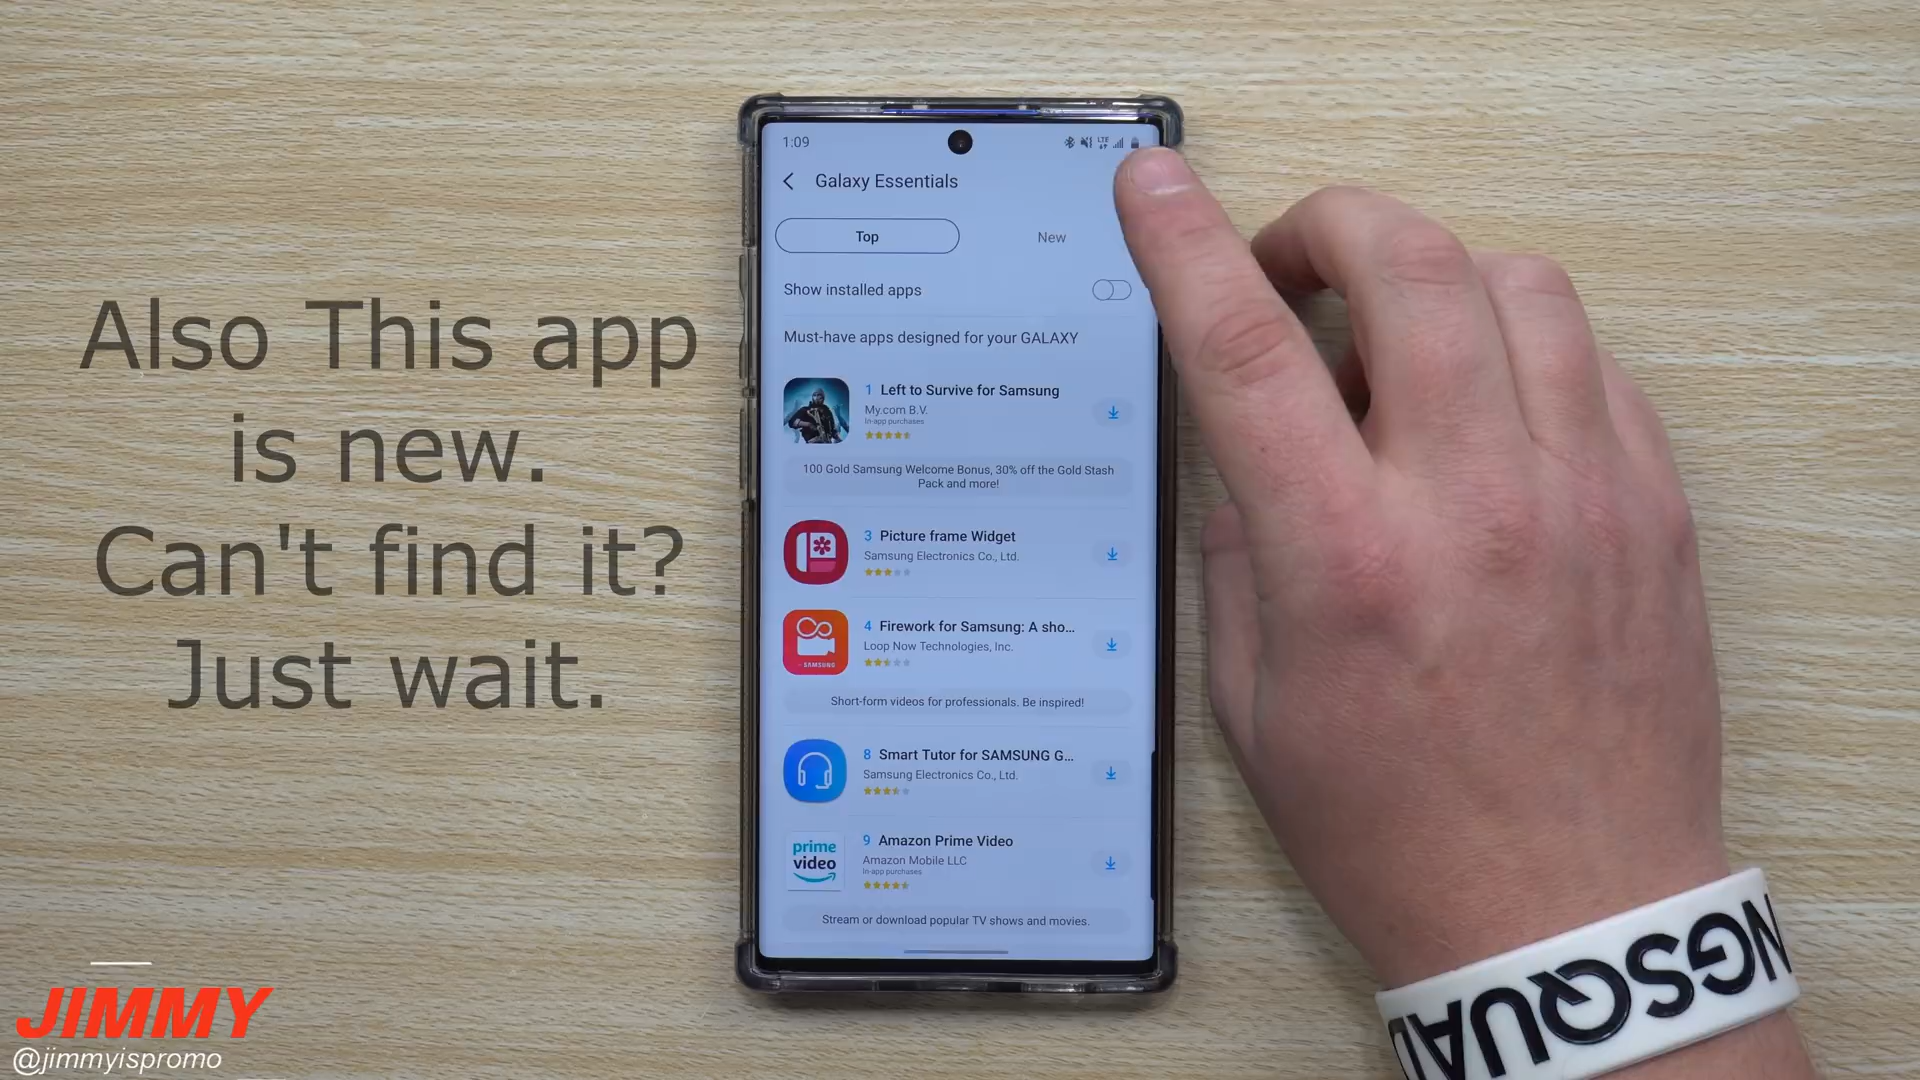 Also This app
is new.
Can't find it?
Just wait.
JIMMY
@jimmyispromo
1:09
LTE
Galaxy Essentials
Top
New
Show installed apps
Must-have apps designed for your GALAXY
1 Left to Survive for Samsung
My.com B.V.
In-app purchases
100 Gold Samsung Welcome Bonus, 30% off the Gold Stash
Pack and more!
3 Picture frame Widget
Samsung Electronics Co., Ltd.
4 Firework for Samsung: A sho...
Loop Now Technologies, Inc.
SAMSUNG
Short-form videos for professionals. Be inspired!
8 Smart Tutor for SAMSUNG G...
Samsung Electronics Co., Ltd.
9 Amazon Prime Video
prime
video
Amazon Mobile LLC
In-app purchases
Stream or download popular TV shows and movies.
NGSQUAD